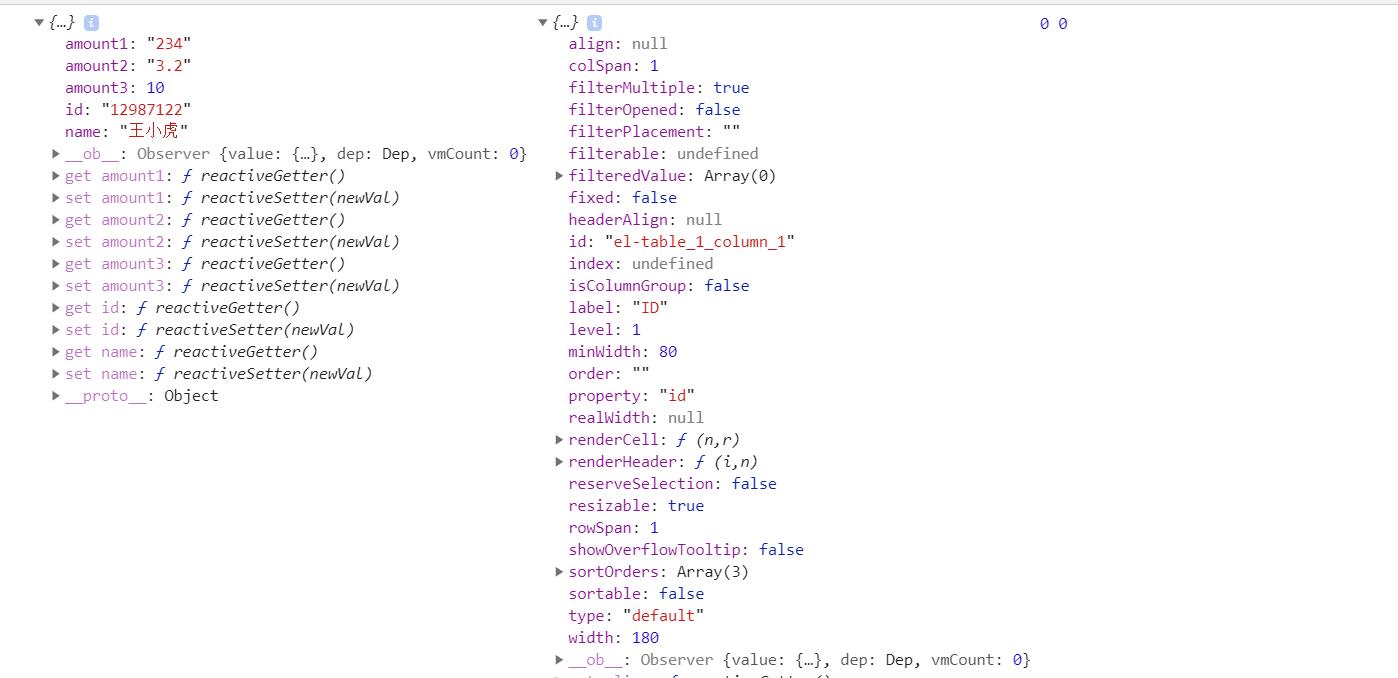 {…} i
amount1: "234"
amount2: "3.2"
amount3: 10
id: "12987122"
name: "王小虎"
__ob__: Observer {value: {…}, dep: Dep, vmCount: 0}
get amount1: ƒ reactiveGetter()
set amount1: ƒ reactiveSetter(newVal)
get amount2: ƒ reactiveGetter()
set amount2: ƒ reactiveSetter(newVal)
get amount3: ƒ reactiveGetter()
set amount3: ƒ reactiveSetter(newVal)
get id: ƒ reactiveGetter()
set id: ƒ reactiveSetter(newVal)
get name: ƒ reactiveGetter()
set name: ƒ reactiveSetter(newVal)
__proto__: Object
{…} i
align: null
colSpan: 1
filterMultiple: true
filterOpened: false
filterPlacement: ""
filterable: undefined
filteredValue: Array(0)
fixed: false
headerAlign: null
id: "el-table_1_column_1"
index: undefined
isColumnGroup: false
label: "ID"
level: 1
minWidth: 80
order: ""
property: "id"
realWidth: null
renderCell: ƒ (n,r)
renderHeader: ƒ (i,n)
reserveSelection: false
resizable: true
rowSpan: 1
showOverflowTooltip: false
sortOrders: Array(3)
sortable: false
type: "default"
width: 180
__ob__: Observer {value: {…}, dep: Dep, vmCount: 0}
0 0